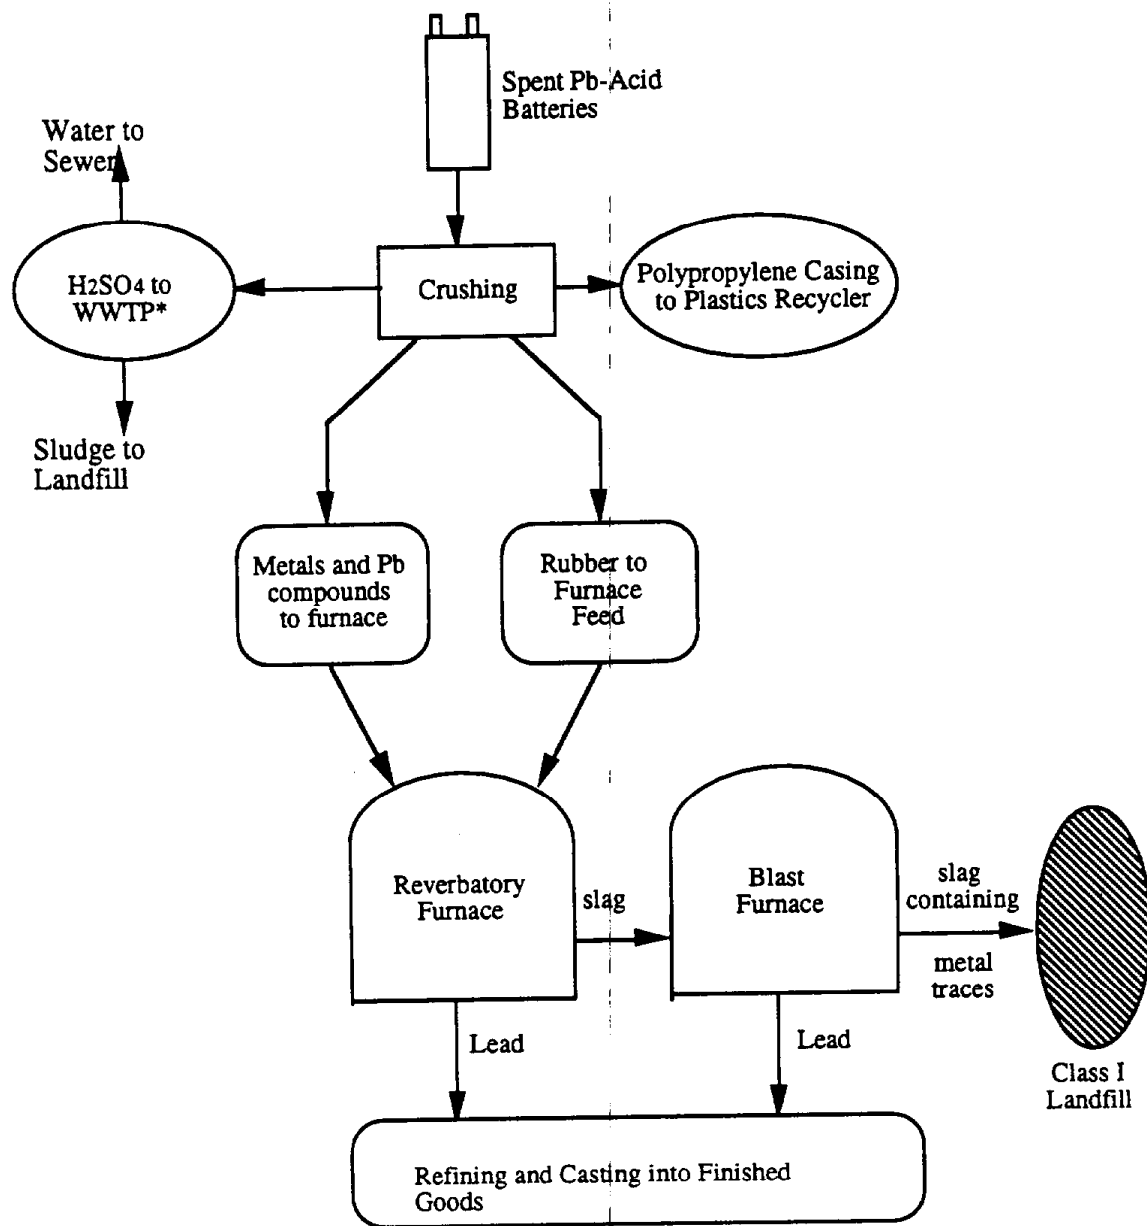 Spent Pb-Acid
Batteries
Water to
Sewer
H2SO4 to
WWTP*
Crushing
Polypropylene Casing
to Plastics Recycler
Sludge to
Landfill
Metals and Pb
compounds
to furnace
Rubber to
Furnace
Feed
Reverbatory
Furnace
slag
Blast
Furnace
slag
containing
metal
traces
Lead
Lead
Class I
Landfill
Refining and Casting into Finished
Goods